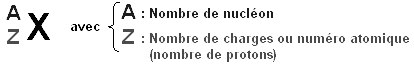 A
Z X avec
A : Nombre de nucléon
Z : Nombre de charges ou numéro atomique
(nombre de protons)